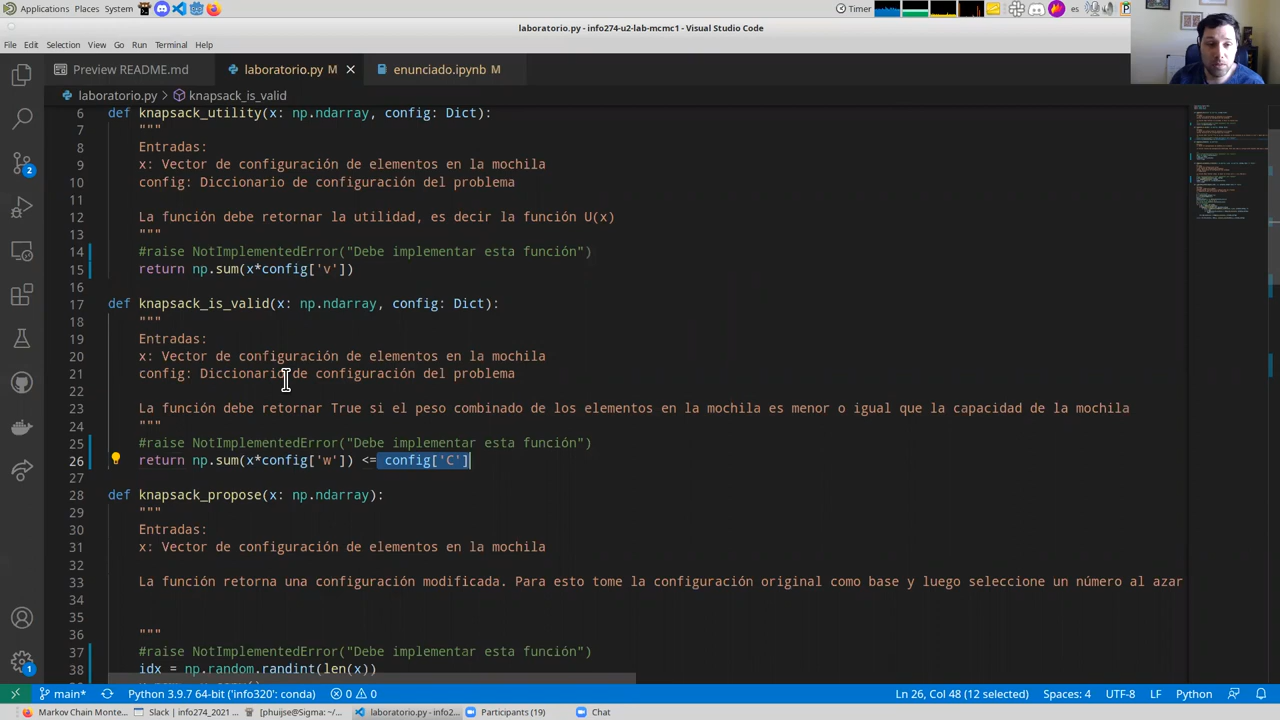 Applications Places System
Timer
es
laboratorio.py - info274-u2-lab-mcmc1 - Visual Studio Code
File Edit Selection View Go Run Terminal Help
Preview README.md
laboratorio.py M
enunciado.ipynb M
laboratorio.py > knapsack_is_valid
6 def knapsack_utility(x: np.ndarray, config: Dict):
7 """
8 Entradas:
9 x: Vector de configuración de elementos en la mochila
10 config: Diccionario de configuración del problema
11
12 La función debe retornar la utilidad, es decir la función U(x)
13 """
14 #raise NotImplementedError("Debe implementar esta función")
15 return np.sum(x*config['v'])
16
17 def knapsack_is_valid(x: np.ndarray, config: Dict):
18 """
19 Entradas:
20 x: Vector de configuración de elementos en la mochila
21 config: Diccionario de configuración del problema
22
23 La función debe retornar True si el peso combinado de los elementos en la mochila es menor o igual que la capacidad de la mochila
24 """
25 #raise NotImplementedError("Debe implementar esta función")
26 return np.sum(x*config['w']) <= config['C']
27
28 def knapsack_propose(x: np.ndarray):
29 """
30 Entradas:
31 x: Vector de configuración de elementos en la mochila
32
33 La función retorna una configuración modificada. Para esto tome la configuración original como base y luego seleccione un número al azar
34
35
36 """
37 #raise NotImplementedError("Debe implementar esta función")
38 idx = np.random.randint(len(x))
2
1
main* Python 3.9.7 64-bit ('info320': conda) 0 0 Ln 26, Col 48 (12 selected) Spaces: 4 UTF-8 LF Python
Markov Chain Monte... Slack | info274_2021 ... [phuijse@Sigma: ~/... laboratorio.py - info2... Participants (19) Chat